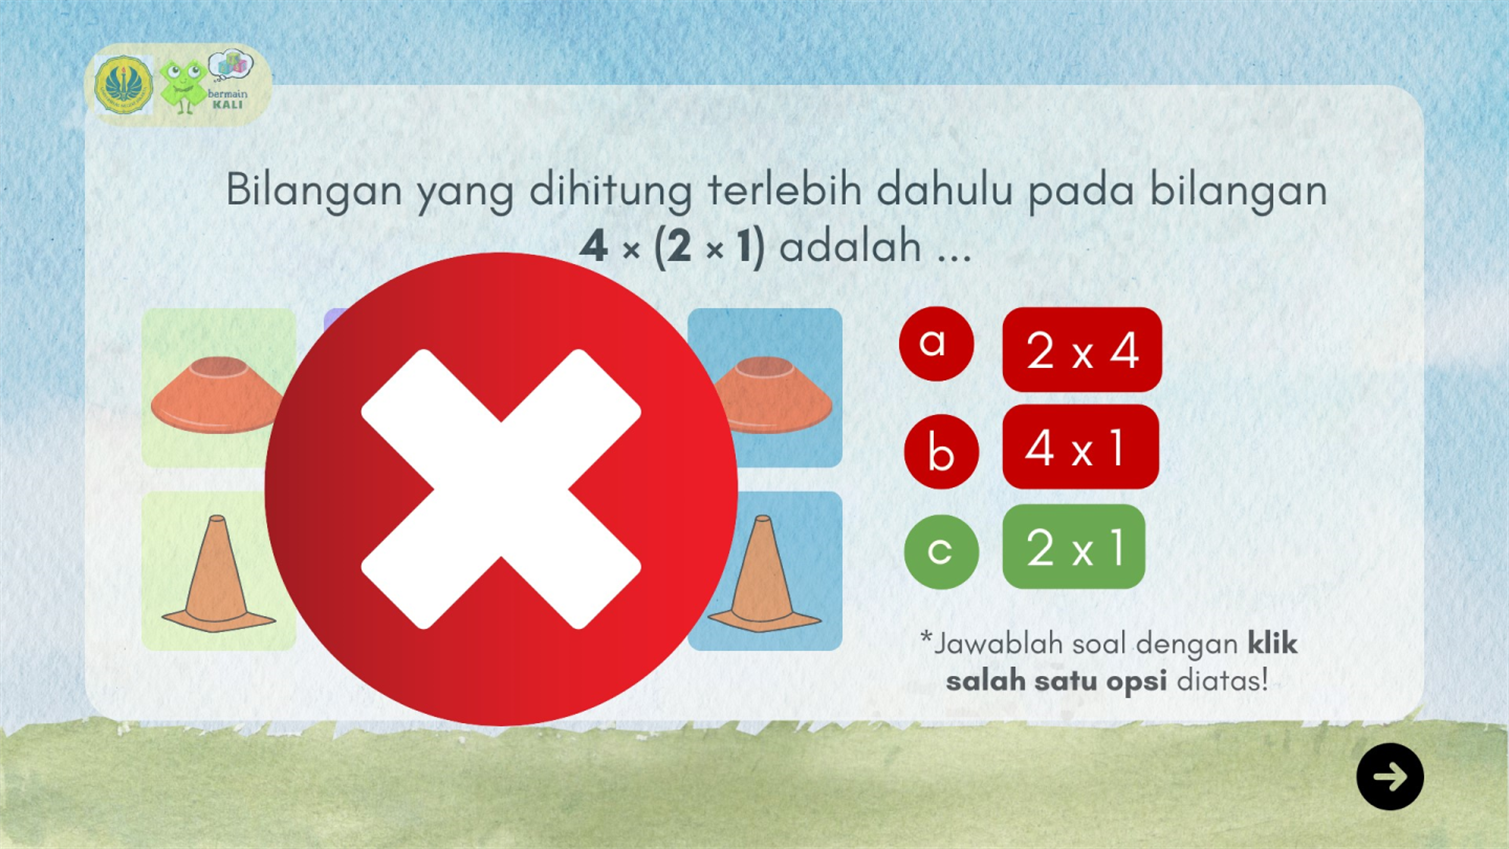 bermain
KALI
Bilangan yang dihitung terlebih dahulu pada bilangan
4 × (2 × 1) adalah ...
a 2 x 4
b 4 x 1
c 2 x 1
*Jawablah soal dengan klik
salah satu opsi diatas!